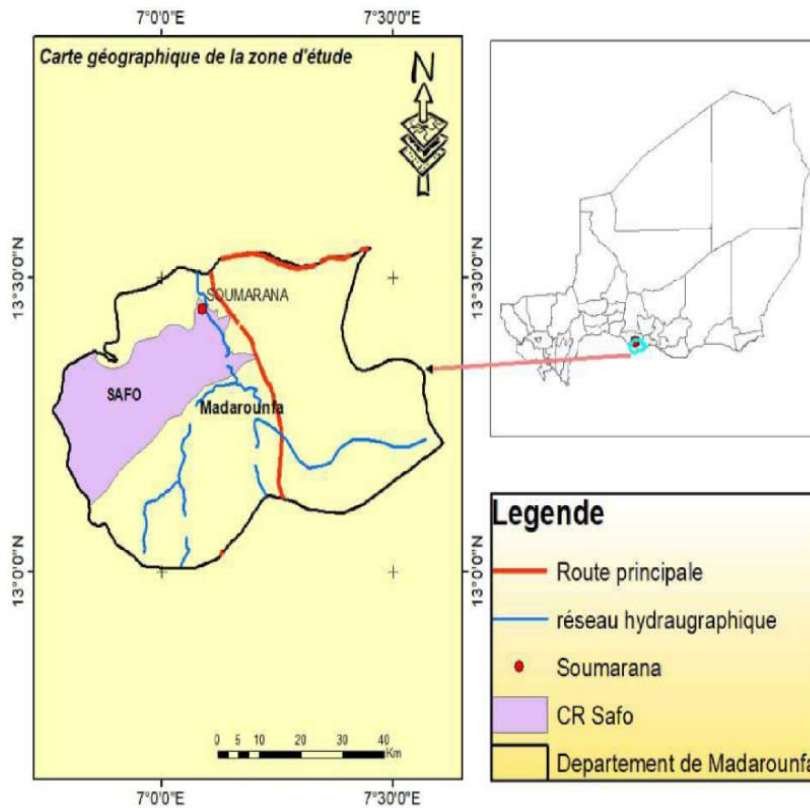 7°0'0"E
7°30'0"E
Carte géographique de la zone d'étude
N
13°30'0"N
13°30'0"N
SOUMARANA
SAFO
Madarounfa
13°0'0"N
13°0'0"N
0 5 10 20 30 40
Km
7°0'0"E
7°30'0"E
Legende
Route principale
réseau hydraugraphique
Soumarana
CR Safo
Departement de Madarounfa